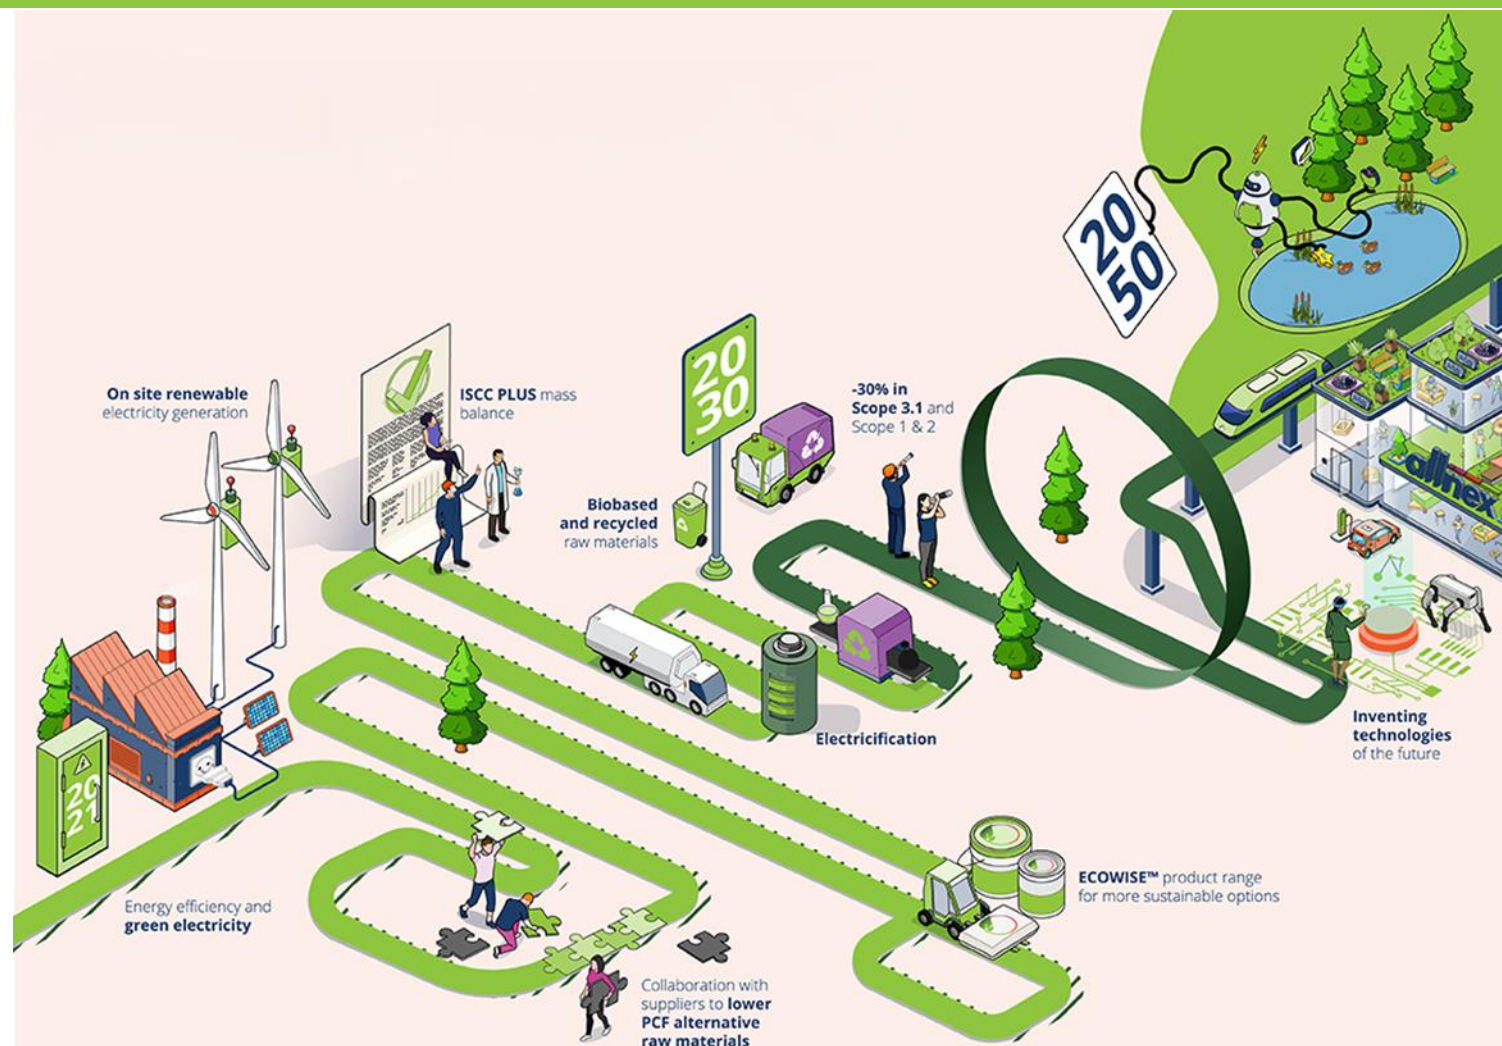 20
50
On site renewable
electricity generation
ISCC PLUS mass
balance
20
30
-30% in
Scope 3.1 and
Scope 1 & 2
Biobased
and recycled
raw materials
allnex
Electricification
Inventing
technologies
of the future
20
21
ECOWISE™ product range
for more sustainable options
Energy efficiency and
green electricity
Collaboration with
suppliers to lower
PCF alternative
raw materials